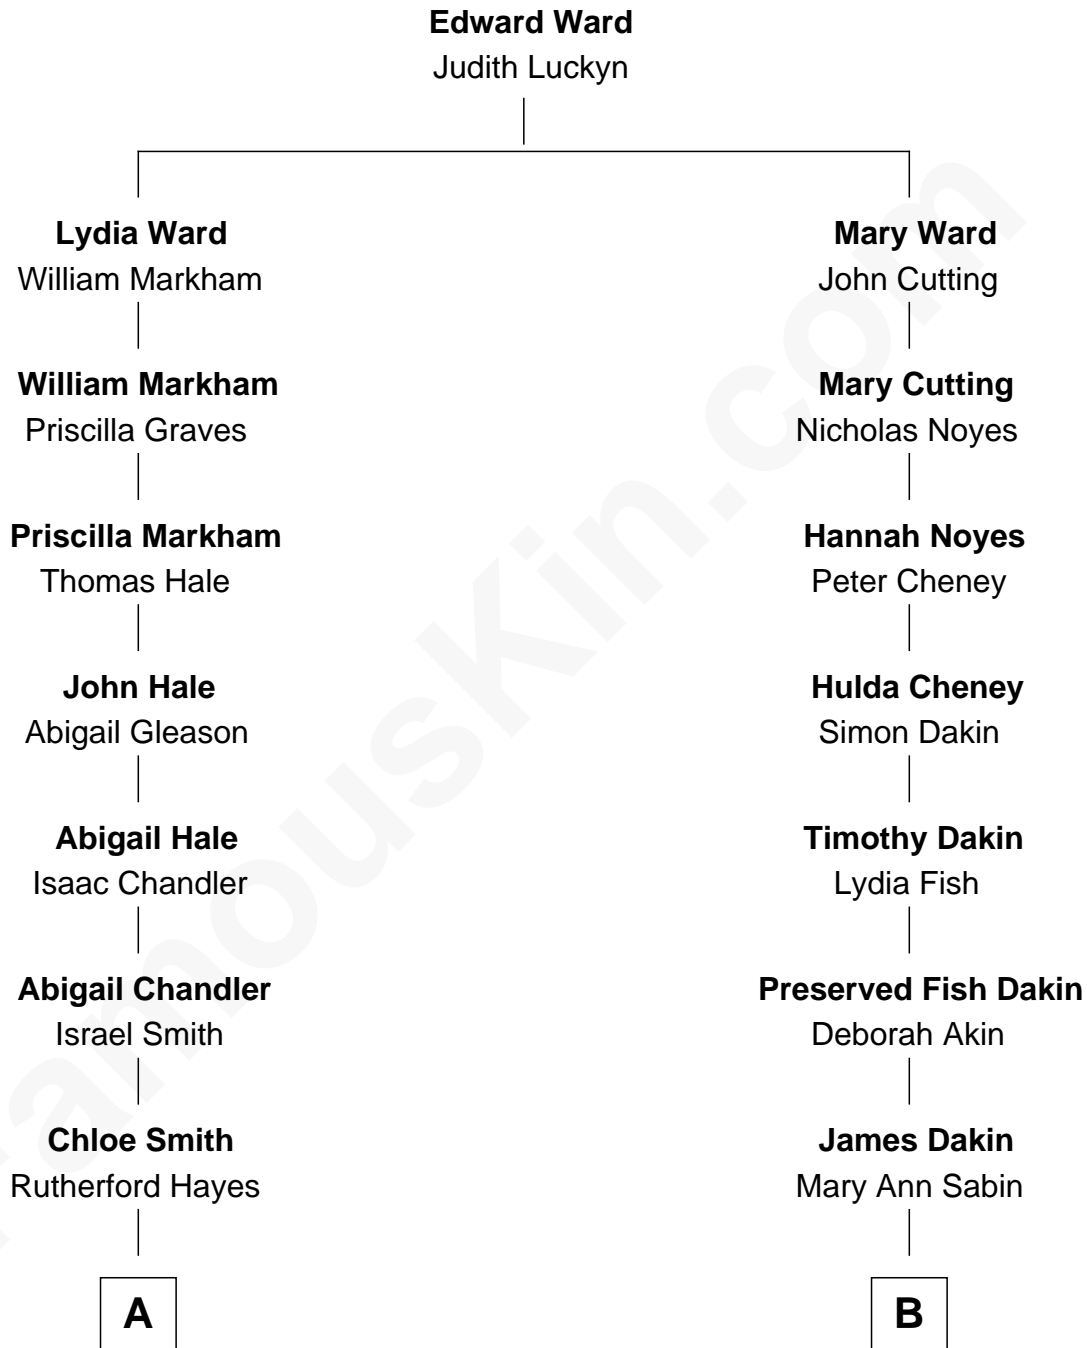 Edward Ward
Judith Luckyn
Lydia Ward
William Markham
Mary Ward
John Cutting
William Markham
Priscilla Graves
Mary Cutting
Nicholas Noyes
Priscilla Markham
Thomas Hale
Hannah Noyes
Peter Cheney
John Hale
Abigail Gleason
Hulda Cheney
Simon Dakin
Abigail Hale
Isaac Chandler
Timothy Dakin
Lydia Fish
Abigail Chandler
Israel Smith
Preserved Fish Dakin
Deborah Akin
Chloe Smith
Rutherford Hayes
James Dakin
Mary Ann Sabin
A
B
FamousKin.com